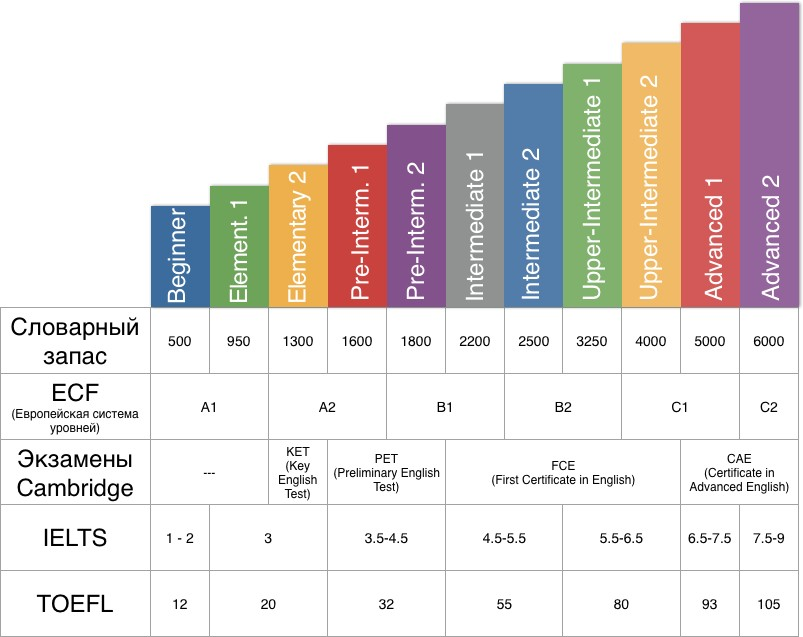 Beginner
Element. 1
Elementary 2
Pre-Interm. 1
Pre-Interm. 2
Intermediate 1
Intermediate 2
Upper-Intermediate 1
Upper-Intermediate 2
Advanced 1
Advanced 2
Словарный
запас
500 950 1300 1600 1800 2200 2500 3250 4000 5000 6000
ECF
(Европейская система
уровней)
A1 A2 B1 B2 C1 C2
Экзамены
Cambridge
---
KET
(Key
English
Test)
PET
(Preliminary English
Test)
FCE
(First Certificate in English)
CAE
(Certificate in
Advanced English)
IELTS 1 - 2 3 3.5-4.5 4.5-5.5 5.5-6.5 6.5-7.5 7.5-9
TOEFL 12 20 32 55 80 93 105